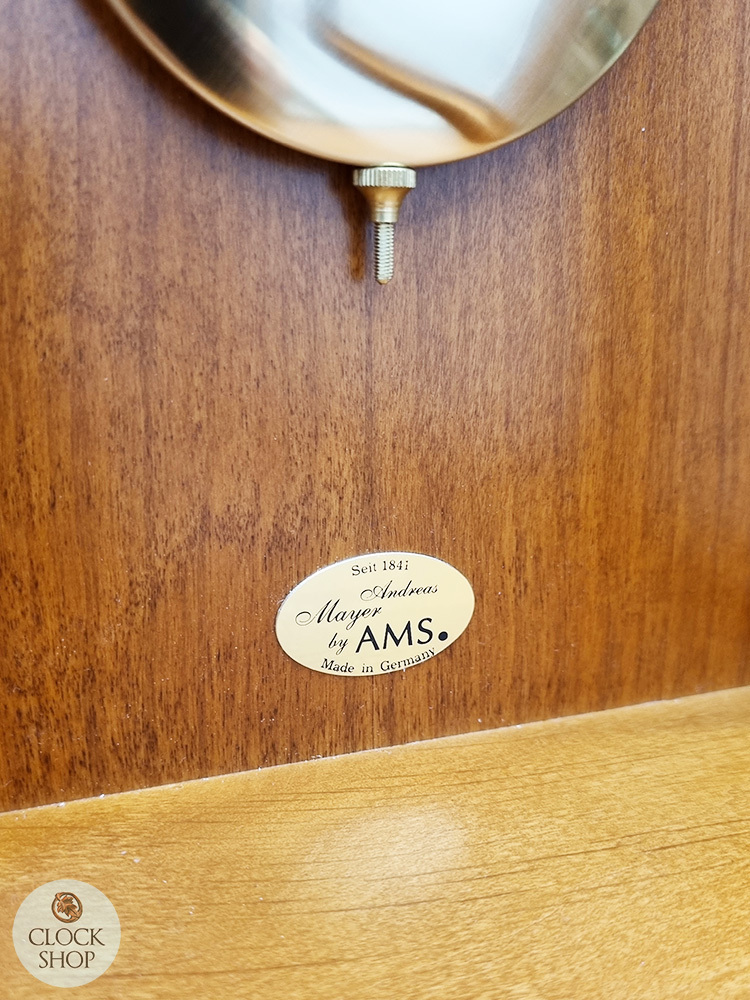 Seit 1841
Andreas
Mayer
by AMS.
Made in Germany
CLOCK
SHOP